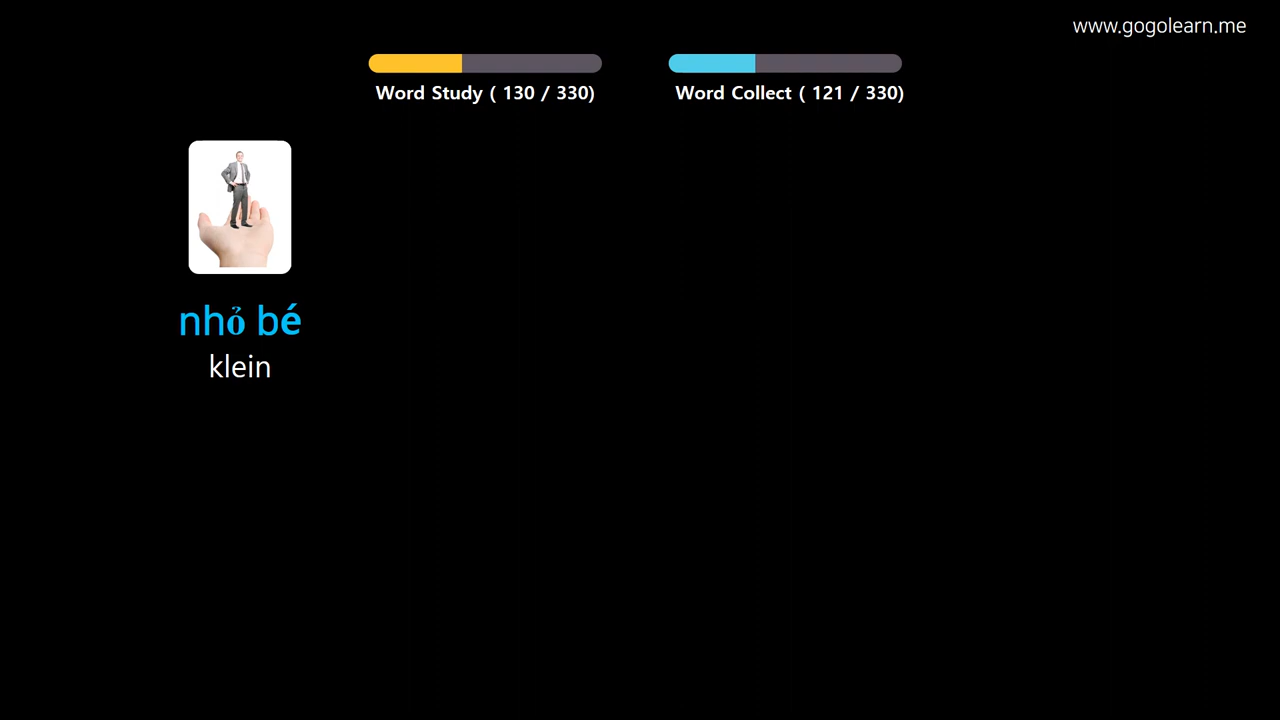 www.gogolearn.me
Word Study ( 130 / 330)
Word Collect ( 121 / 330)
nhỏ bé
klein